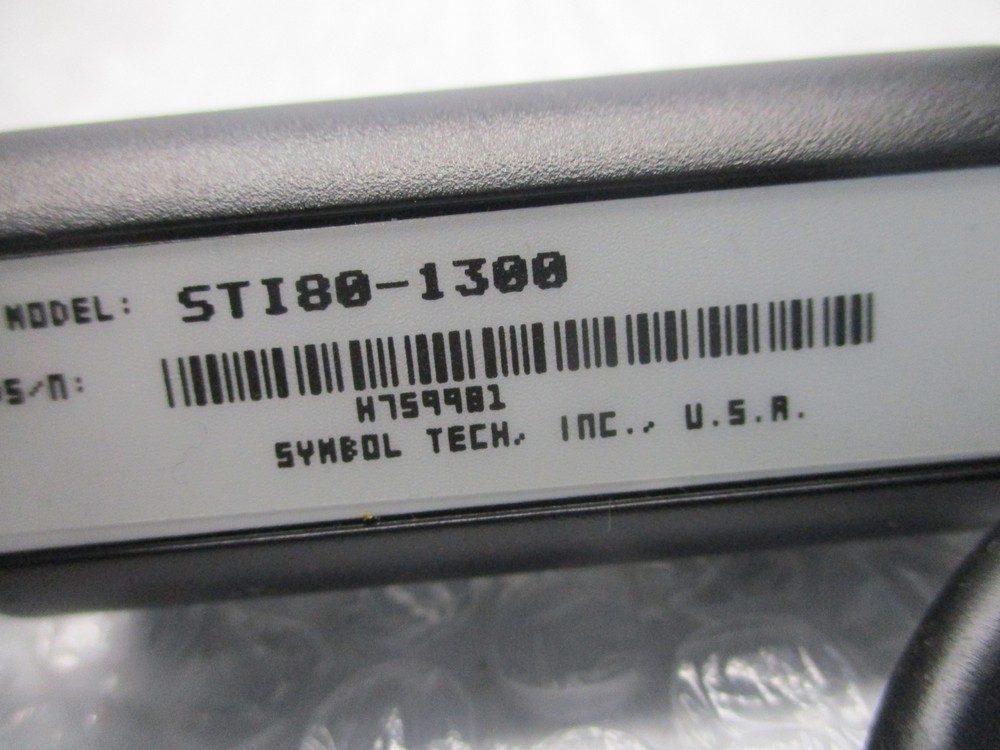 MODEL: STI80-1300
S/N:
H759981
SYMBOL TECH, INC., U.S.A.